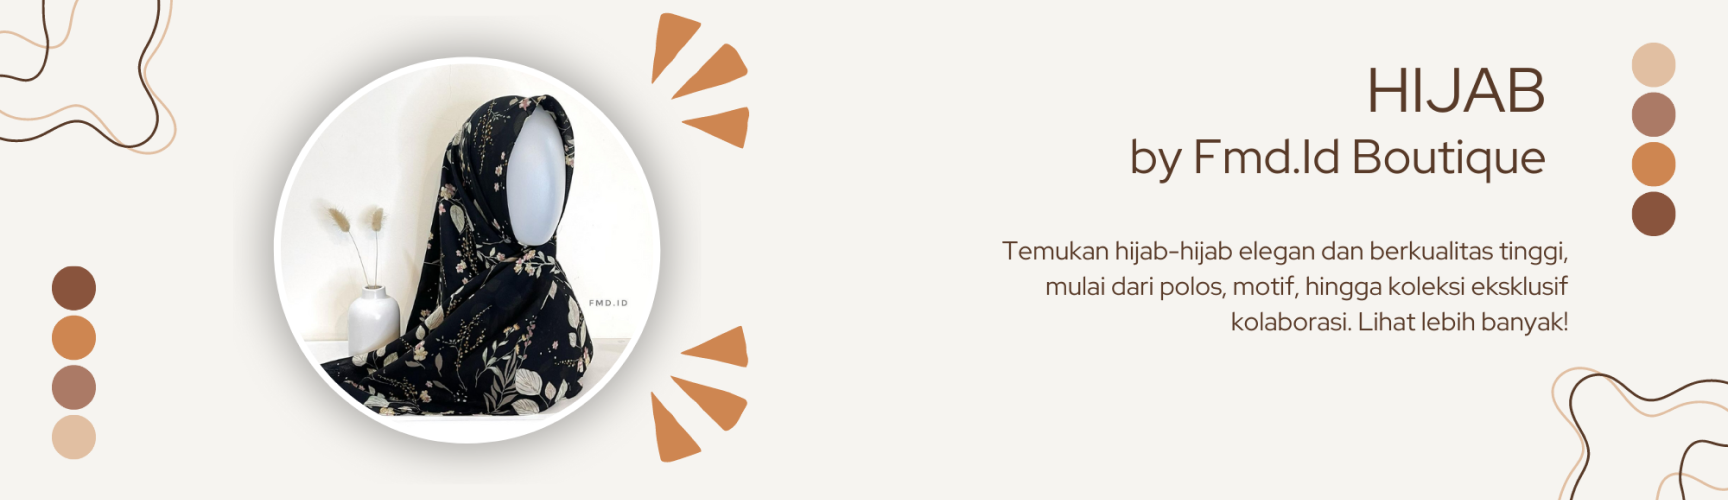 HIJAB
by Fmd.Id Boutique
Temukan hijab-hijab elegan dan berkualitas tinggi,
mulai dari polos, motif, hingga koleksi eksklusif
kolaborasi. Lihat lebih banyak!
FMD.ID